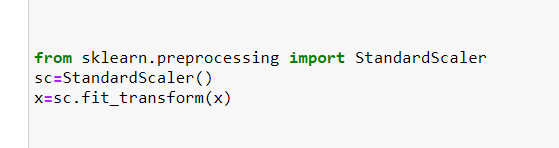 from sklearn.preprocessing import StandardScaler
sc=StandardScaler()
x=sc.fit_transform(x)